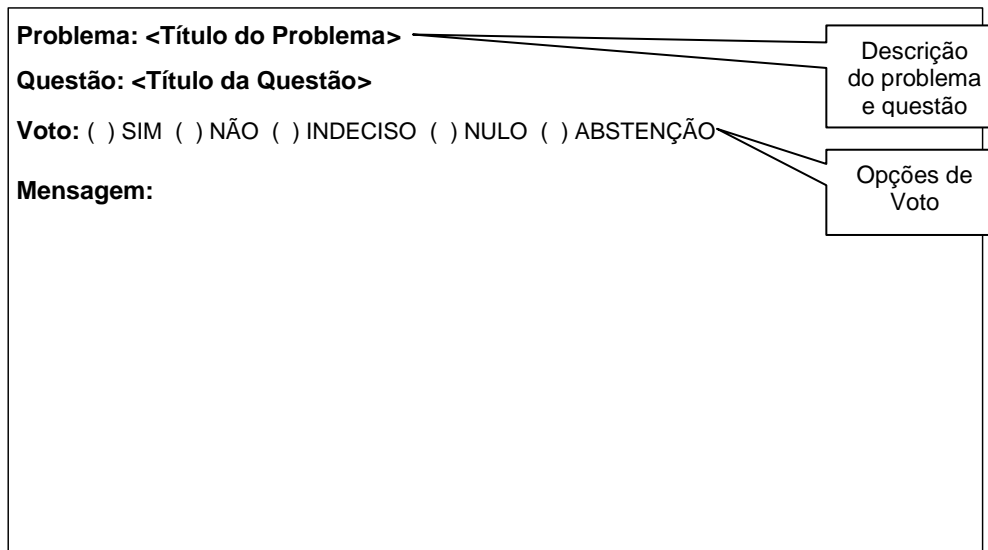 Problema: <Título do Problema>
Descrição
do problema
e questão
Questão: <Título da Questão>
Voto: ( ) SIM ( ) NÃO ( ) INDECISO ( ) NULO ( ) ABSTENÇÃO
Opções de
Voto
Mensagem: